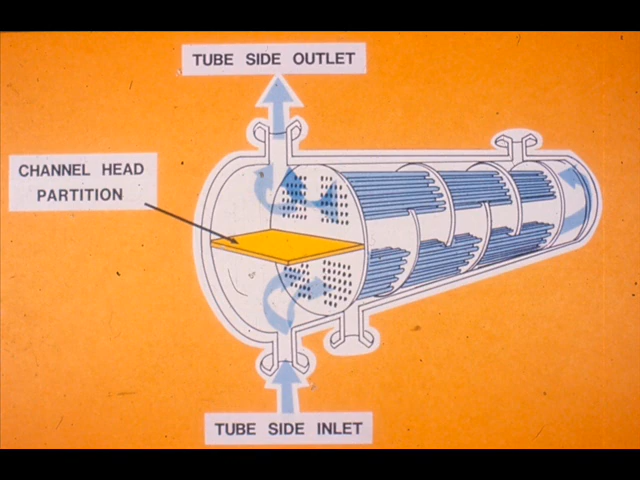 TUBE SIDE OUTLET
CHANNEL HEAD
PARTITION
TUBE SIDE INLET